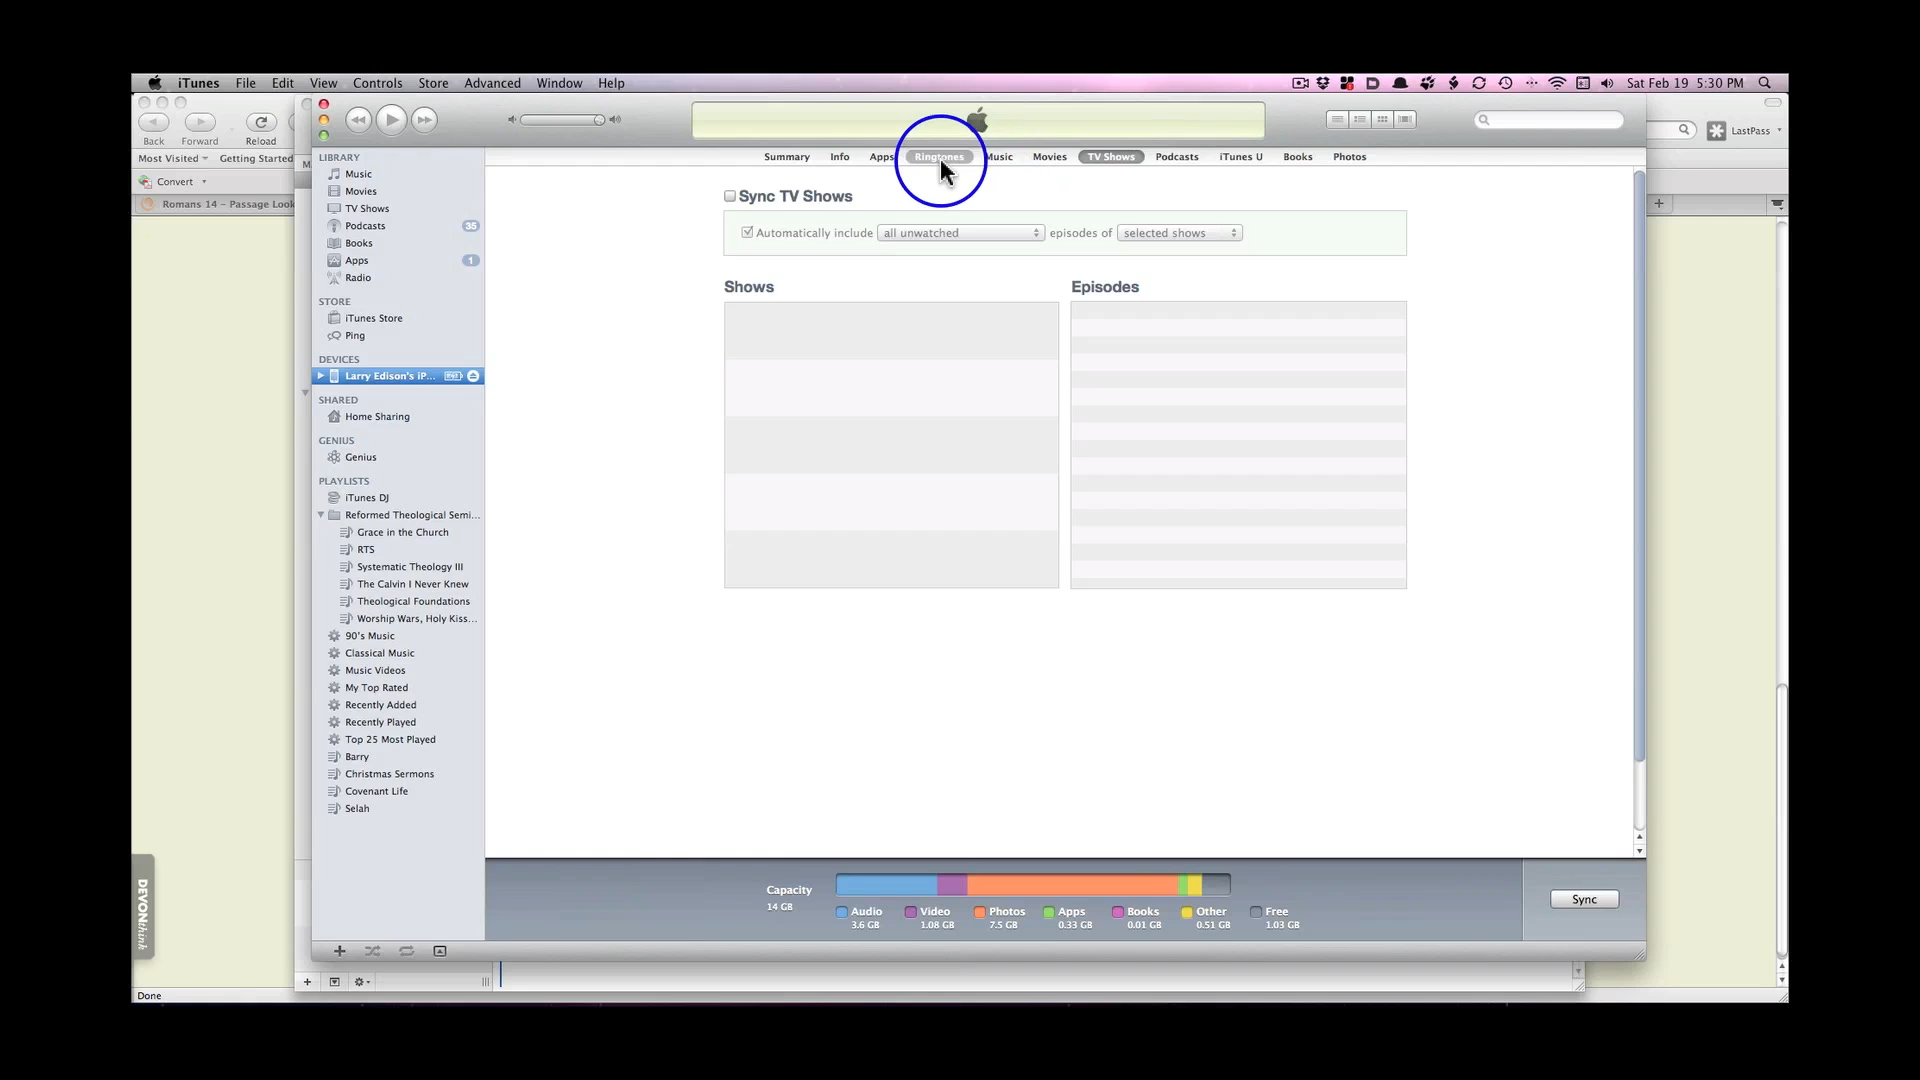 iTunes File Edit View Controls Store Advanced Window Help
Sat Feb 19 5:30 PM
Back Forward Reload
LastPass
Most Visited Getting Started
Convert
Romans 14 – Passage Look
LIBRARY
Music
Movies
TV Shows
Podcasts 35
Books
Apps 1
Radio
STORE
iTunes Store
Ping
DEVICES
Larry Edison's iP...
SHARED
Home Sharing
GENIUS
Genius
PLAYLISTS
iTunes DJ
Reformed Theological Semi...
Grace in the Church
RTS
Systematic Theology III
The Calvin I Never Knew
Theological Foundations
Worship Wars, Holy Kiss...
90's Music
Classical Music
Music Videos
My Top Rated
Recently Added
Recently Played
Top 25 Most Played
Barry
Christmas Sermons
Covenant Life
Selah
Summary Info Apps Ringtones Music Movies TV Shows Podcasts iTunes U Books Photos
Sync TV Shows
Automatically include all unwatched episodes of selected shows
Shows Episodes
Capacity
14 GB
Audio
3.6 GB
Video
1.08 GB
Photos
7.5 GB
Apps
0.33 GB
Books
0.01 GB
Other
0.51 GB
Free
1.03 GB
Sync
DEVONthink
Done